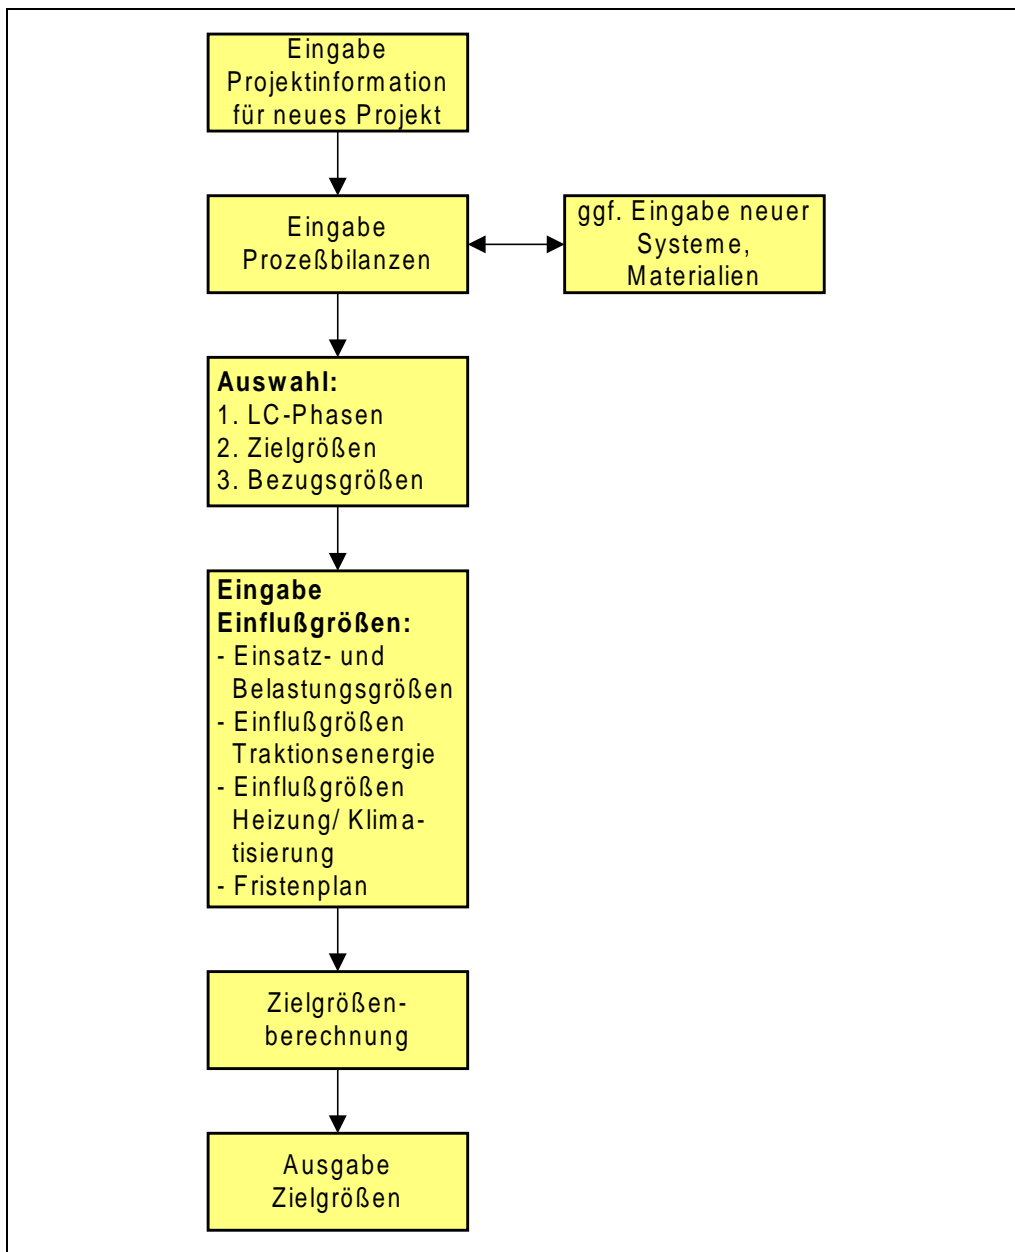 Eingabe
Projektinformation
für neues Projekt
Eingabe
Prozeßbilanzen
ggf. Eingabe neuer
Systeme,
Materialien
Auswahl:
1. LC-Phasen
2. Zielgrößen
3. Bezugsgrößen
Eingabe
Einflußgrößen:
- Einsatz- und
Belastungsgrößen
- Einflußgrößen
Traktionsenergie
- Einflußgrößen
Heizung/ Klima-
tisierung
- Fristenplan
Zielgrößen-
berechnung
Ausgabe
Zielgrößen